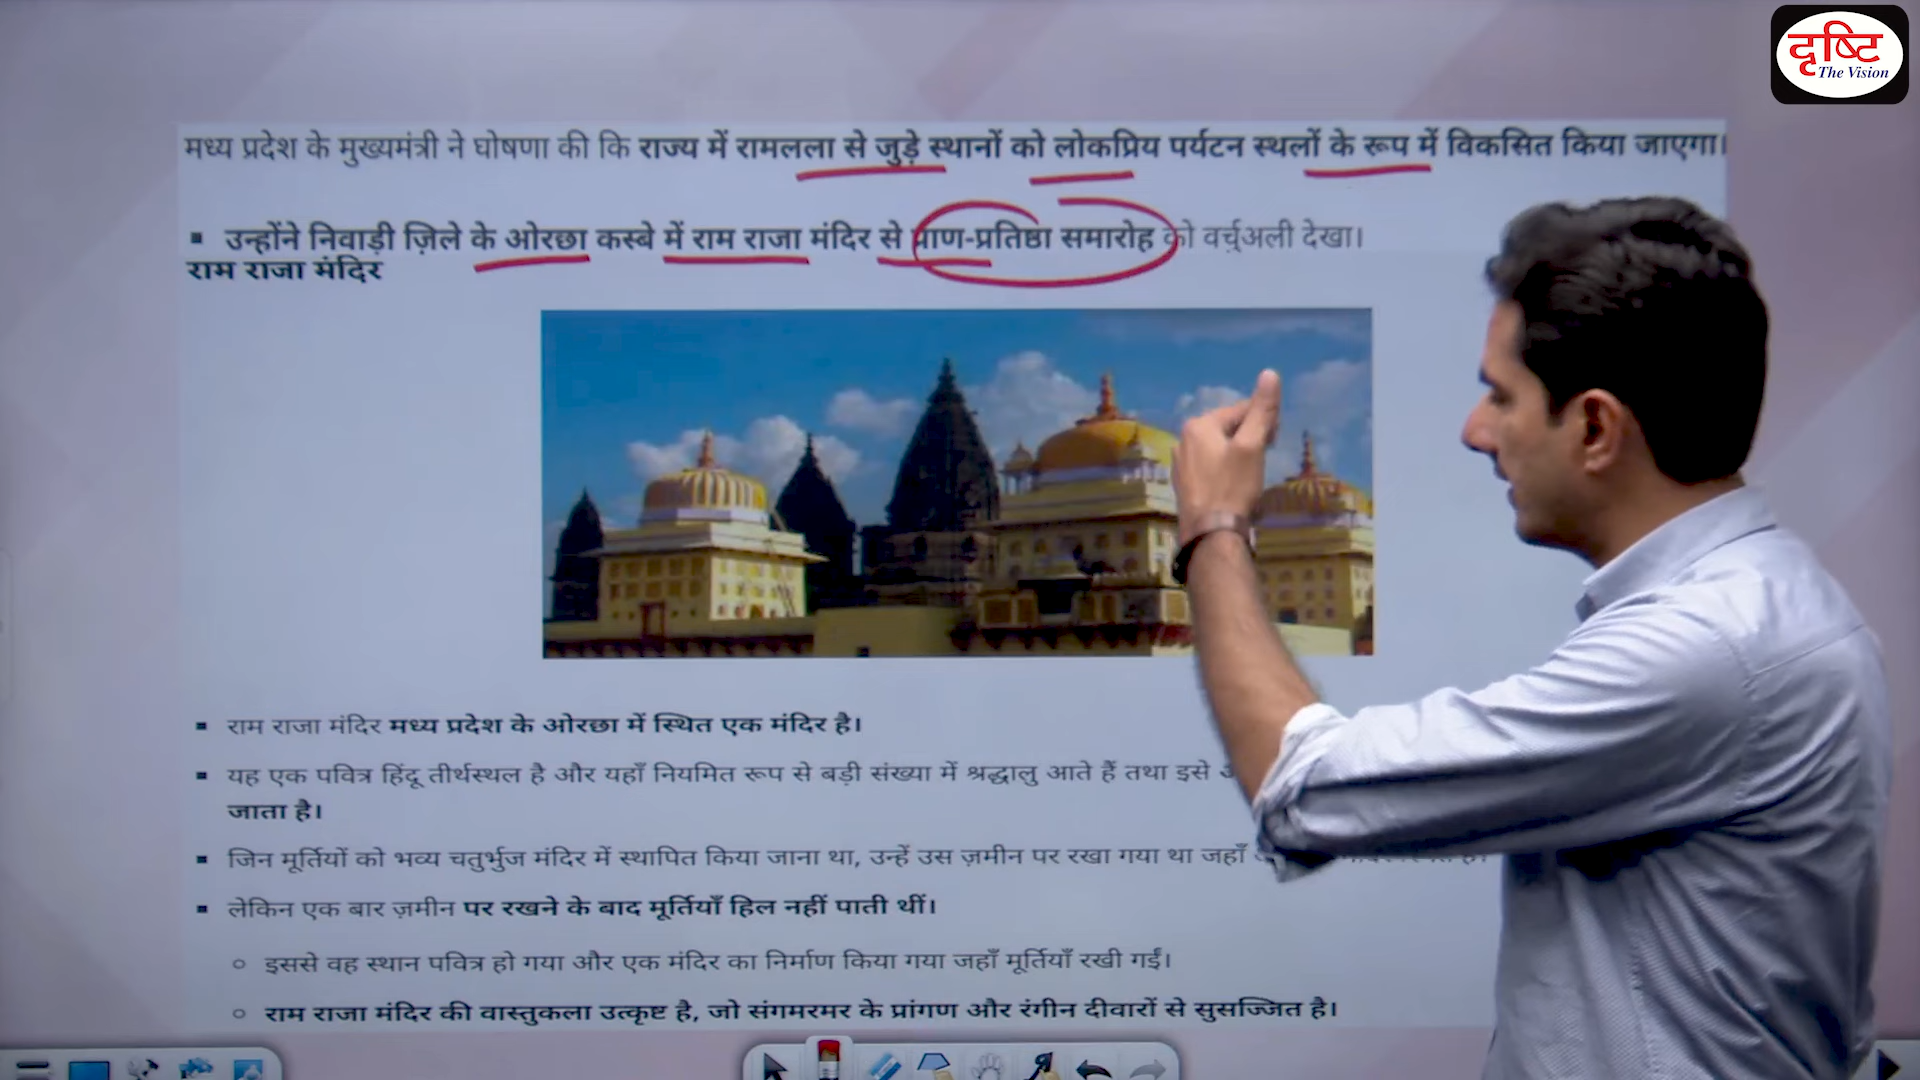 दृष्टि
The Vision
मध्य प्रदेश के मुख्यमंत्री ने घोषणा की कि राज्य में रामलला से जुड़े स्थानों को लोकप्रिय पर्यटन स्थलों के रूप में विकसित किया जाएगा।
▪ उन्होंने निवाड़ी ज़िले के ओरछा कस्बे में राम राजा मंदिर से प्राण-प्रतिष्ठा समारोह को वर्चुअली देखा।
राम राजा मंदिर
▪ राम राजा मंदिर मध्य प्रदेश के ओरछा में स्थित एक मंदिर है।
▪ यह एक पवित्र हिंदू तीर्थस्थल है और यहाँ नियमित रूप से बड़ी संख्या में श्रद्धालु आते हैं तथा इसे
जाता है।
▪ जिन मूर्तियों को भव्य चतुर्भुज मंदिर में स्थापित किया जाना था, उन्हें उस ज़मीन पर रखा गया था जहाँ
▪ लेकिन एक बार ज़मीन पर रखने के बाद मूर्तियाँ हिल नहीं पाती थीं।
○ इससे वह स्थान पवित्र हो गया और एक मंदिर का निर्माण किया गया जहाँ मूर्तियाँ रखी गईं।
○ राम राजा मंदिर की वास्तुकला उत्कृष्ट है, जो संगमरमर के प्रांगण और रंगीन दीवारों से सुसज्जित है।